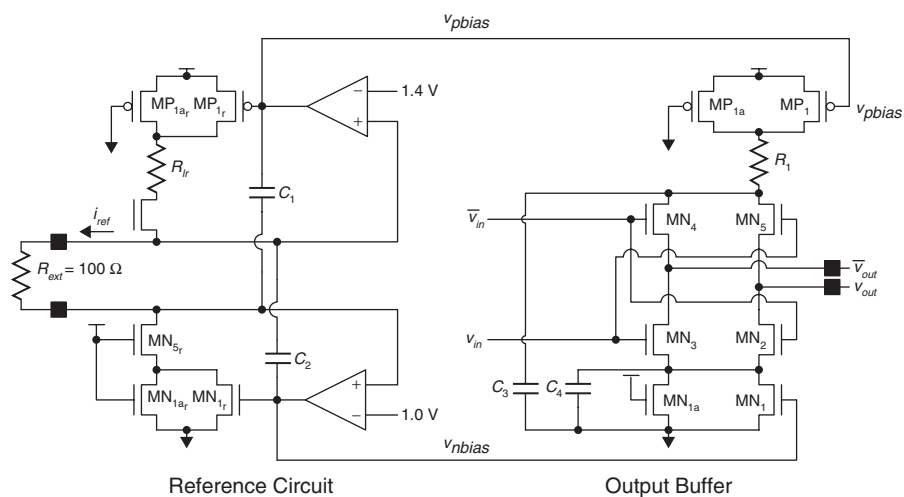 v_pbias
MP_1a_r MP_1_r
− 1.4 V
+
MP_1a MP_1
v_pbias
R_lr
R_1
C_1
i_ref
v̅_in
MN_4 MN_5
R_ext = 100 Ω
v̅_out
v_out
MN_5_r
v_in
MN_3 MN_2
C_2
+
− 1.0 V
MN_1a_r MN_1_r
C_3 C_4
MN_1a MN_1
v_nbias
Reference Circuit Output Buffer